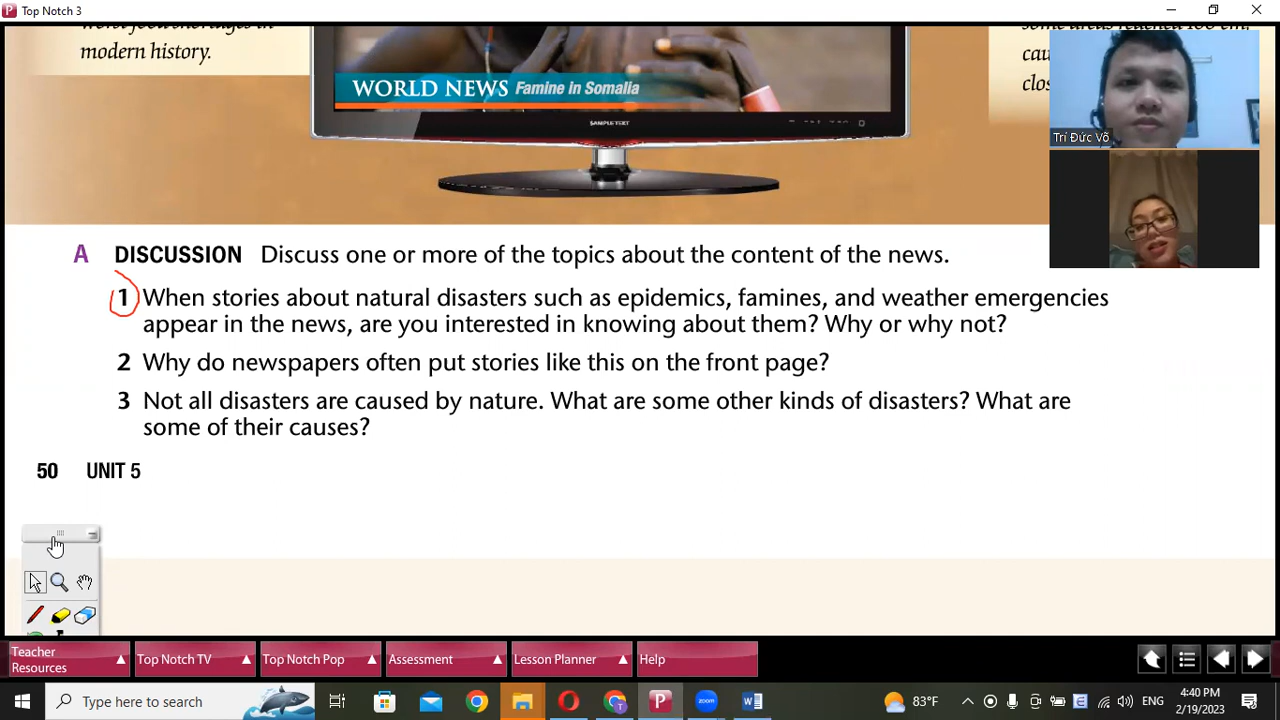 Top Notch 3
modern history.
WORLD NEWS Famine in Somalia
SAMPLE TEXT
Trí Đức Võ
A DISCUSSION Discuss one or more of the topics about the content of the news.
1 When stories about natural disasters such as epidemics, famines, and weather emergencies
appear in the news, are you interested in knowing about them? Why or why not?
2 Why do newspapers often put stories like this on the front page?
3 Not all disasters are caused by nature. What are some other kinds of disasters? What are
some of their causes?
50 UNIT 5
Teacher
Resources
Top Notch TV
Top Notch Pop
Assessment
Lesson Planner
Help
Type here to search
83°F
ENG
4:40 PM
2/19/2023